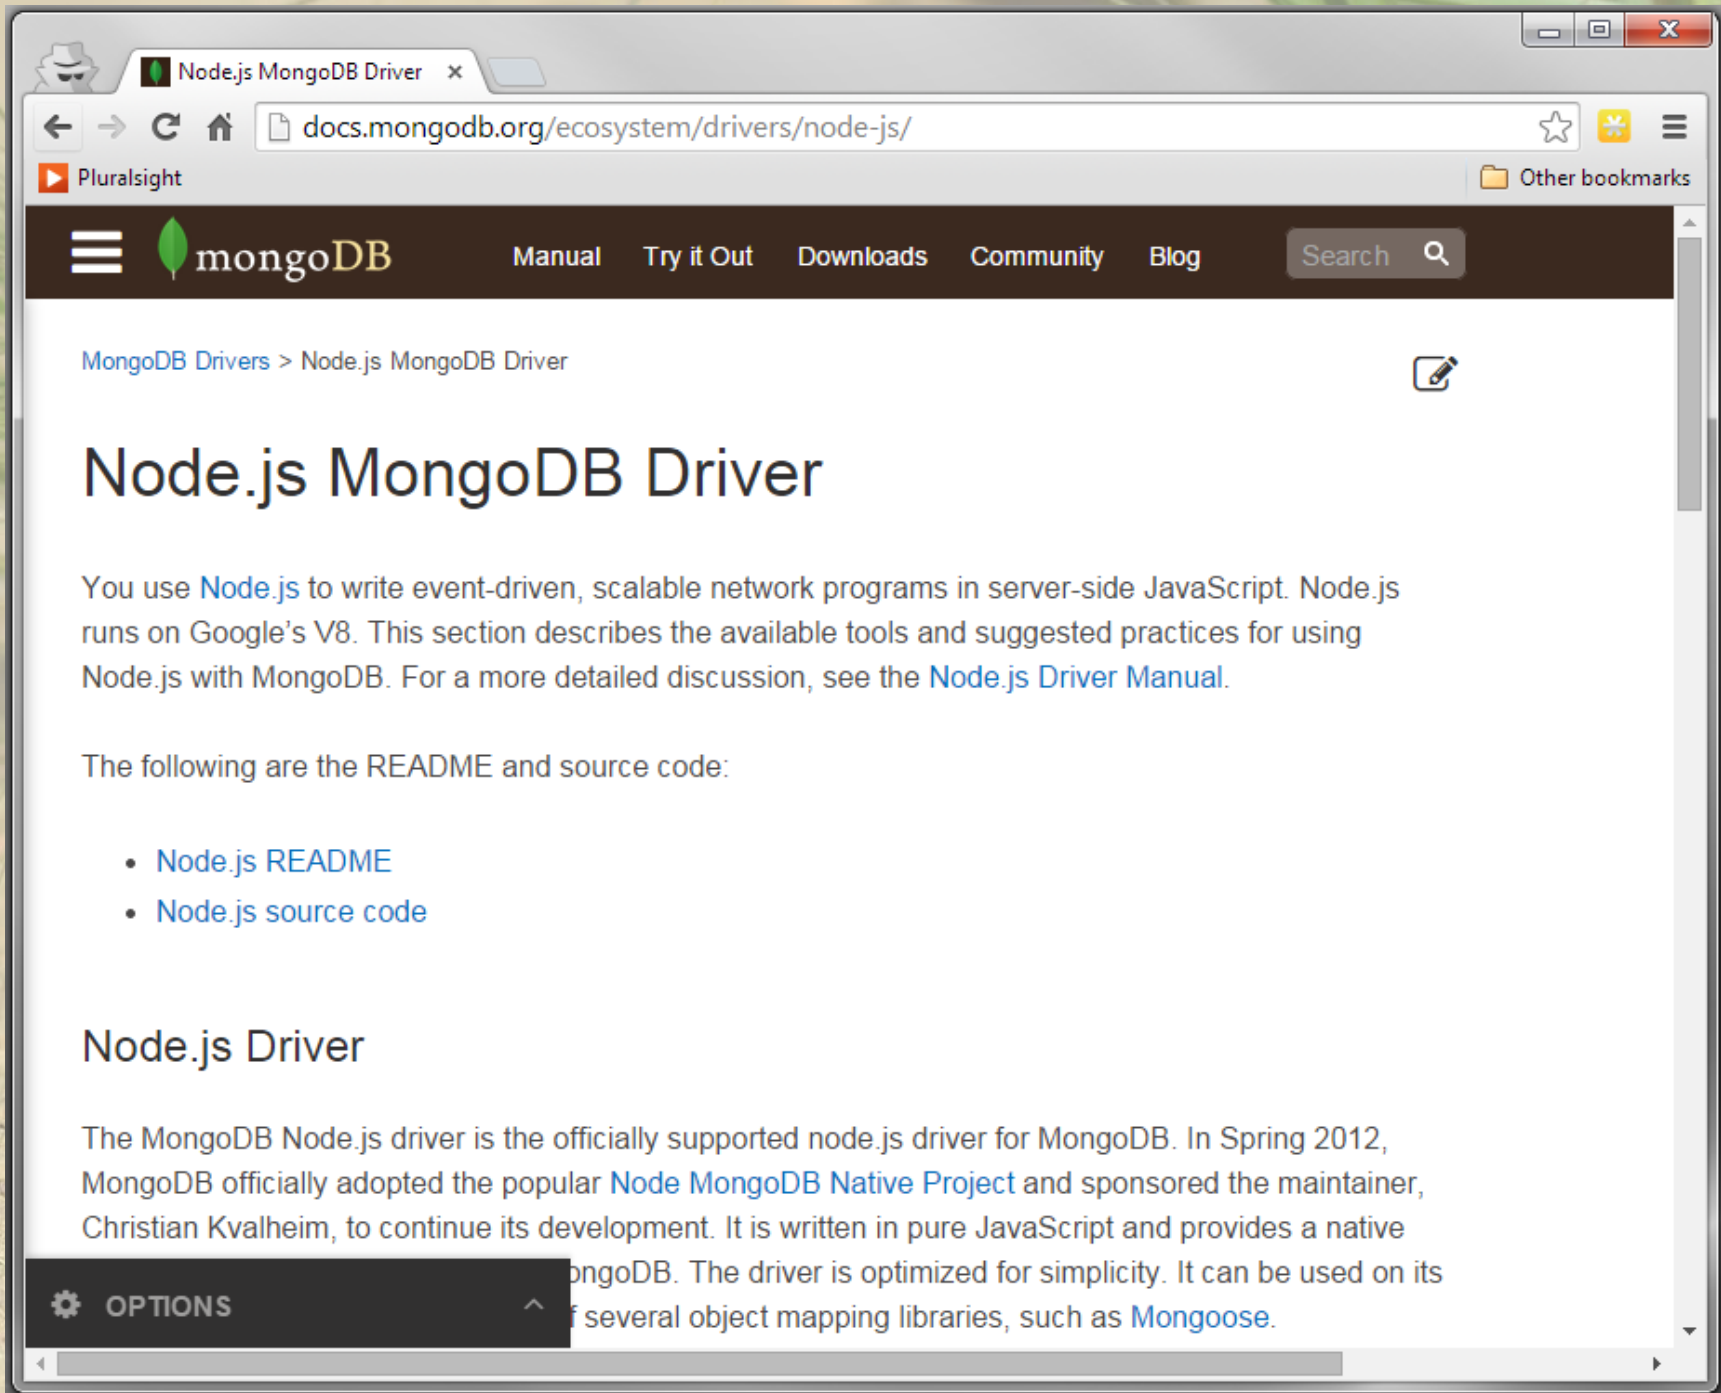 Node.js MongoDB Driver
docs.mongodb.org/ecosystem/drivers/node-js/
Pluralsight
Other bookmarks
mongoDB
Manual
Try it Out
Downloads
Community
Blog
Search
MongoDB Drivers > Node.js MongoDB Driver
Node.js MongoDB Driver
You use Node.js to write event-driven, scalable network programs in server-side JavaScript. Node.js
runs on Google's V8. This section describes the available tools and suggested practices for using
Node.js with MongoDB. For a more detailed discussion, see the Node.js Driver Manual.
The following are the README and source code:
• Node.js README
• Node.js source code
Node.js Driver
The MongoDB Node.js driver is the officially supported node.js driver for MongoDB. In Spring 2012,
MongoDB officially adopted the popular Node MongoDB Native Project and sponsored the maintainer,
Christian Kvalheim, to continue its development. It is written in pure JavaScript and provides a native
ongoDB. The driver is optimized for simplicity. It can be used on its
several object mapping libraries, such as Mongoose.
OPTIONS